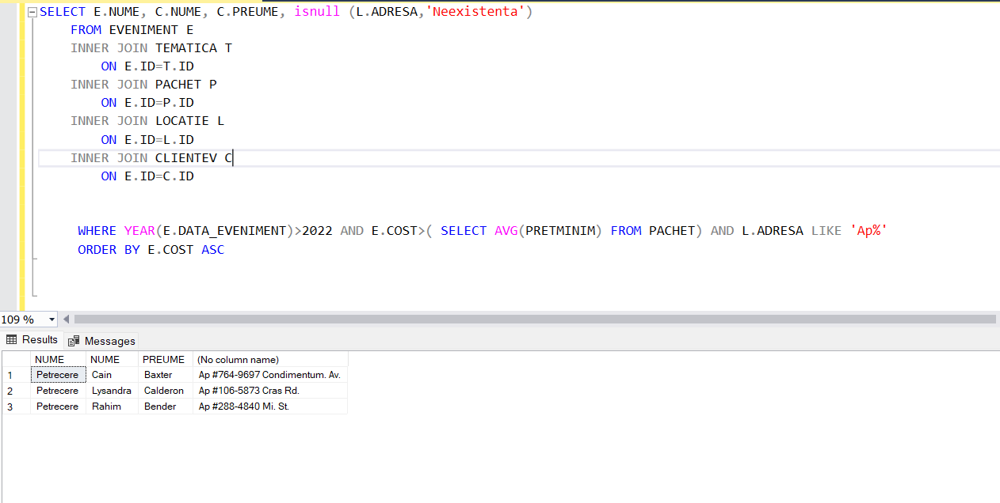 SELECT E.NUME, C.NUME, C.PREUME, isnull (L.ADRESA,'Neexistenta')
FROM EVENIMENT E
INNER JOIN TEMATICA T
ON E.ID=T.ID
INNER JOIN PACHET P
ON E.ID=P.ID
INNER JOIN LOCATIE L
ON E.ID=L.ID
INNER JOIN CLIENTEV C
ON E.ID=C.ID
WHERE YEAR(E.DATA_EVENIMENT)>2022 AND E.COST>( SELECT AVG(PRETMINIM) FROM PACHET) AND L.ADRESA LIKE 'Ap%'
ORDER BY E.COST ASC
109 %
Results Messages
NUME NUME PREUME (No column name)
1 Petrecere Cain Baxter Ap #764-9697 Condimentum. Av.
2 Petrecere Lysandra Calderon Ap #106-5873 Cras Rd.
3 Petrecere Rahim Bender Ap #288-4840 Mi. St.